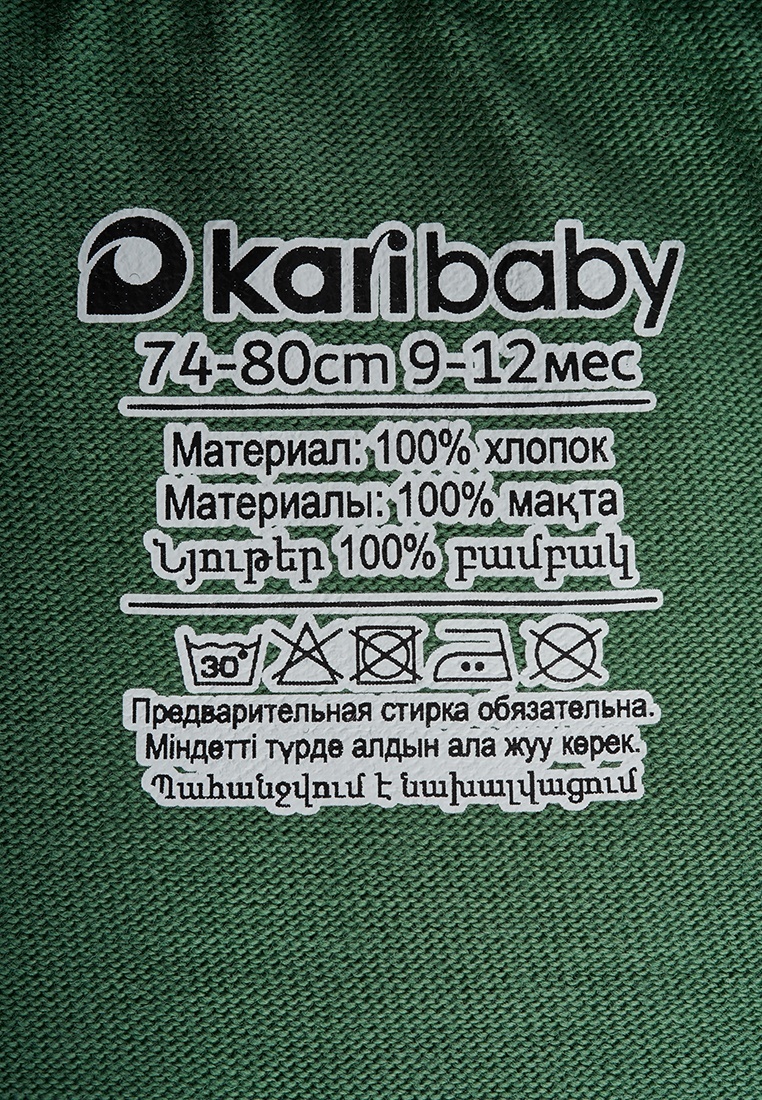 karibaby
74-80cm 9-12мес
Материал: 100% хлопок
Материалы: 100% мақта
Նյութեր 100% բամբակ
30°
Предварительная стирка обязательна.
Міндетті түрде алдын ала жуу керек.
Պահանջվում է նախալվացում